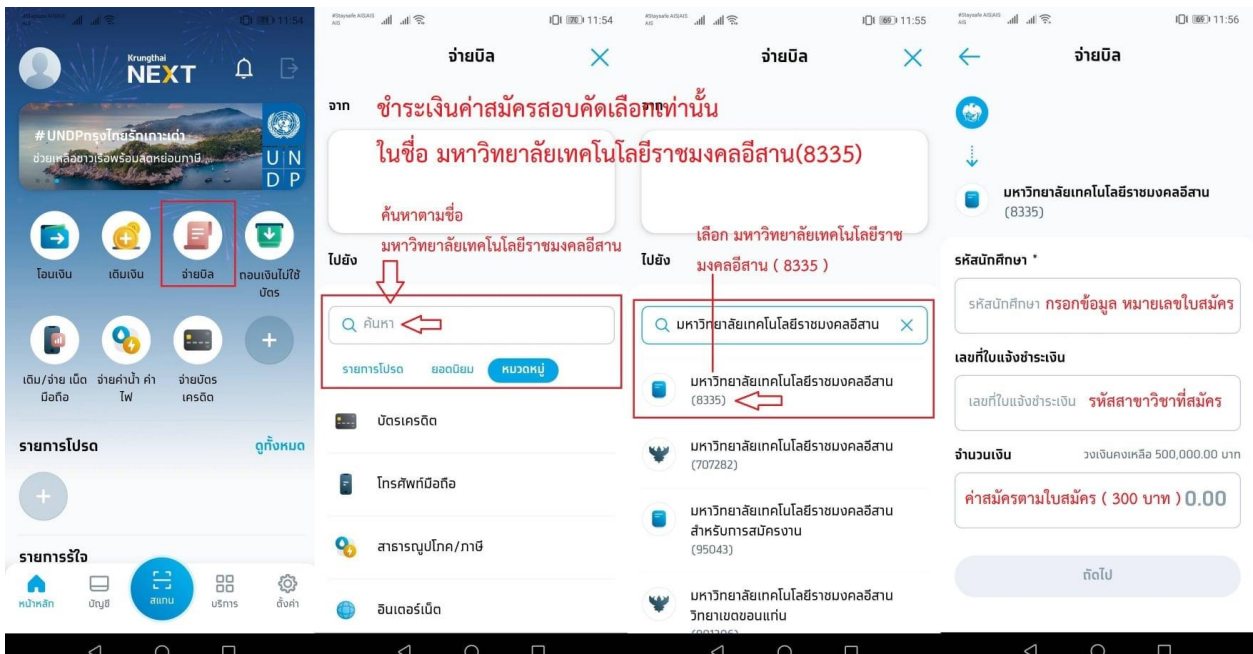 #Staysafe AISAIS
AIS
11:54
Krungthai
NEXT
#UNDPกรุงไทยรักเกาะเต่า
ช่วยเหลือชาวเรือพร้อมลดหย่อนภาษี
U N
D P
โอนเงิน
เติมเงิน
จ่ายบิล
ถอนเงินไม่ใช้
บัตร
เติม/จ่าย เน็ต
มือถือ
จ่ายค่าน้ำ ค่า
ไฟ
จ่ายบัตร
เครดิต
รายการโปรด
ดูทั้งหมด
รายการรู้ใจ
หน้าหลัก
บัญชี
สแกน
บริการ
ตั้งค่า
#Staysafe AISAIS
AIS
70
11:54
จ่ายบิล
จาก
ชำระเงินค่าสมัครสอบคัดเลือกเท่านั้น
ในชื่อ มหาวิทยาลัยเทคโนโลยีราชมงคลอีสาน(8335)
ค้นหาตามชื่อ
มหาวิทยาลัยเทคโนโลยีราชมงคลอีสาน
ไปยัง
ค้นหา
รายการโปรด
ยอดนิยม
หมวดหมู่
บัตรเครดิต
โทรศัพท์มือถือ
สาธารณูปโภค/ภาษี
อินเตอร์เน็ต
#Staysafe AISAIS
AIS
69
11:55
จ่ายบิล
จาก
เลือก มหาวิทยาลัยเทคโนโลยีราช
มงคลอีสาน ( 8335 )
ไปยัง
มหาวิทยาลัยเทคโนโลยีราชมงคลอีสาน
มหาวิทยาลัยเทคโนโลยีราชมงคลอีสาน
(8335)
มหาวิทยาลัยเทคโนโลยีราชมงคลอีสาน
(707282)
มหาวิทยาลัยเทคโนโลยีราชมงคลอีสาน
สำหรับการสมัครงาน
(95043)
มหาวิทยาลัยเทคโนโลยีราชมงคลอีสาน
วิทยาเขตขอนแก่น
#Staysafe AISAIS
AIS
69
11:56
จ่ายบิล
มหาวิทยาลัยเทคโนโลยีราชมงคลอีสาน
(8335)
รหัสนักศึกษา *
รหัสนักศึกษา กรอกข้อมูล หมายเลขใบสมัคร
เลขที่ใบแจ้งชำระเงิน
เลขที่ใบแจ้งชำระเงิน รหัสสาขาวิชาที่สมัคร
จำนวนเงิน
วงเงินคงเหลือ 500,000.00 บาท
ค่าสมัครตามใบสมัคร ( 300 บาท ) 0.00
ถัดไป